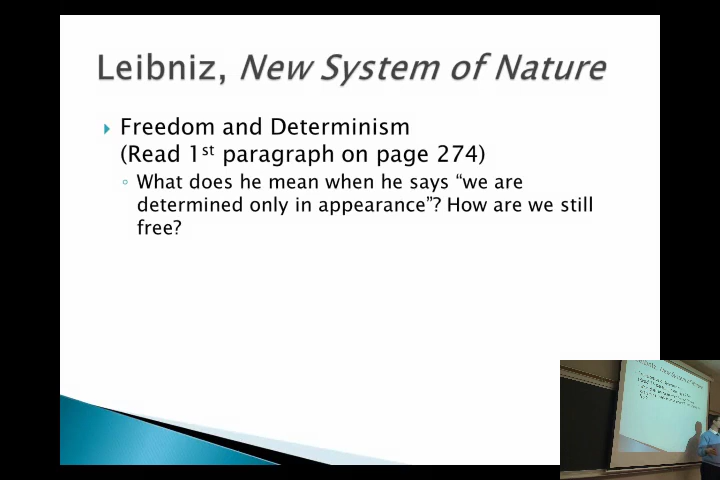 Leibniz, New System of Nature
Freedom and Determinism
(Read 1st paragraph on page 274)
What does he mean when he says “we are
determined only in appearance”? How are we still
free?